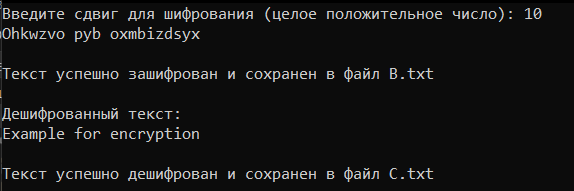 Введите сдвиг для шифрования (целое положительное число): 10
Ohkwzvo pyb oxmbizdsyx
Текст успешно зашифрован и сохранен в файл B.txt
Дешифрованный текст:
Example for encryption
Текст успешно дешифрован и сохранен в файл C.txt